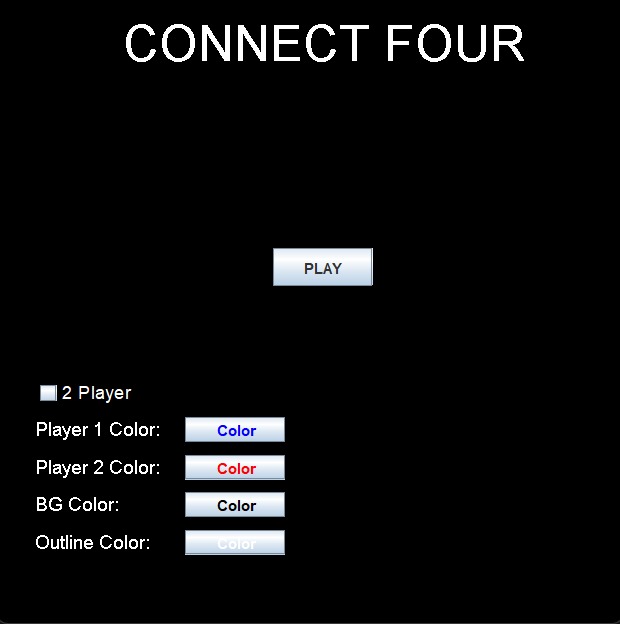 CONNECT FOUR
PLAY
2 Player
Player 1 Color: Color
Player 2 Color: Color
BG Color: Color
Outline Color: Color